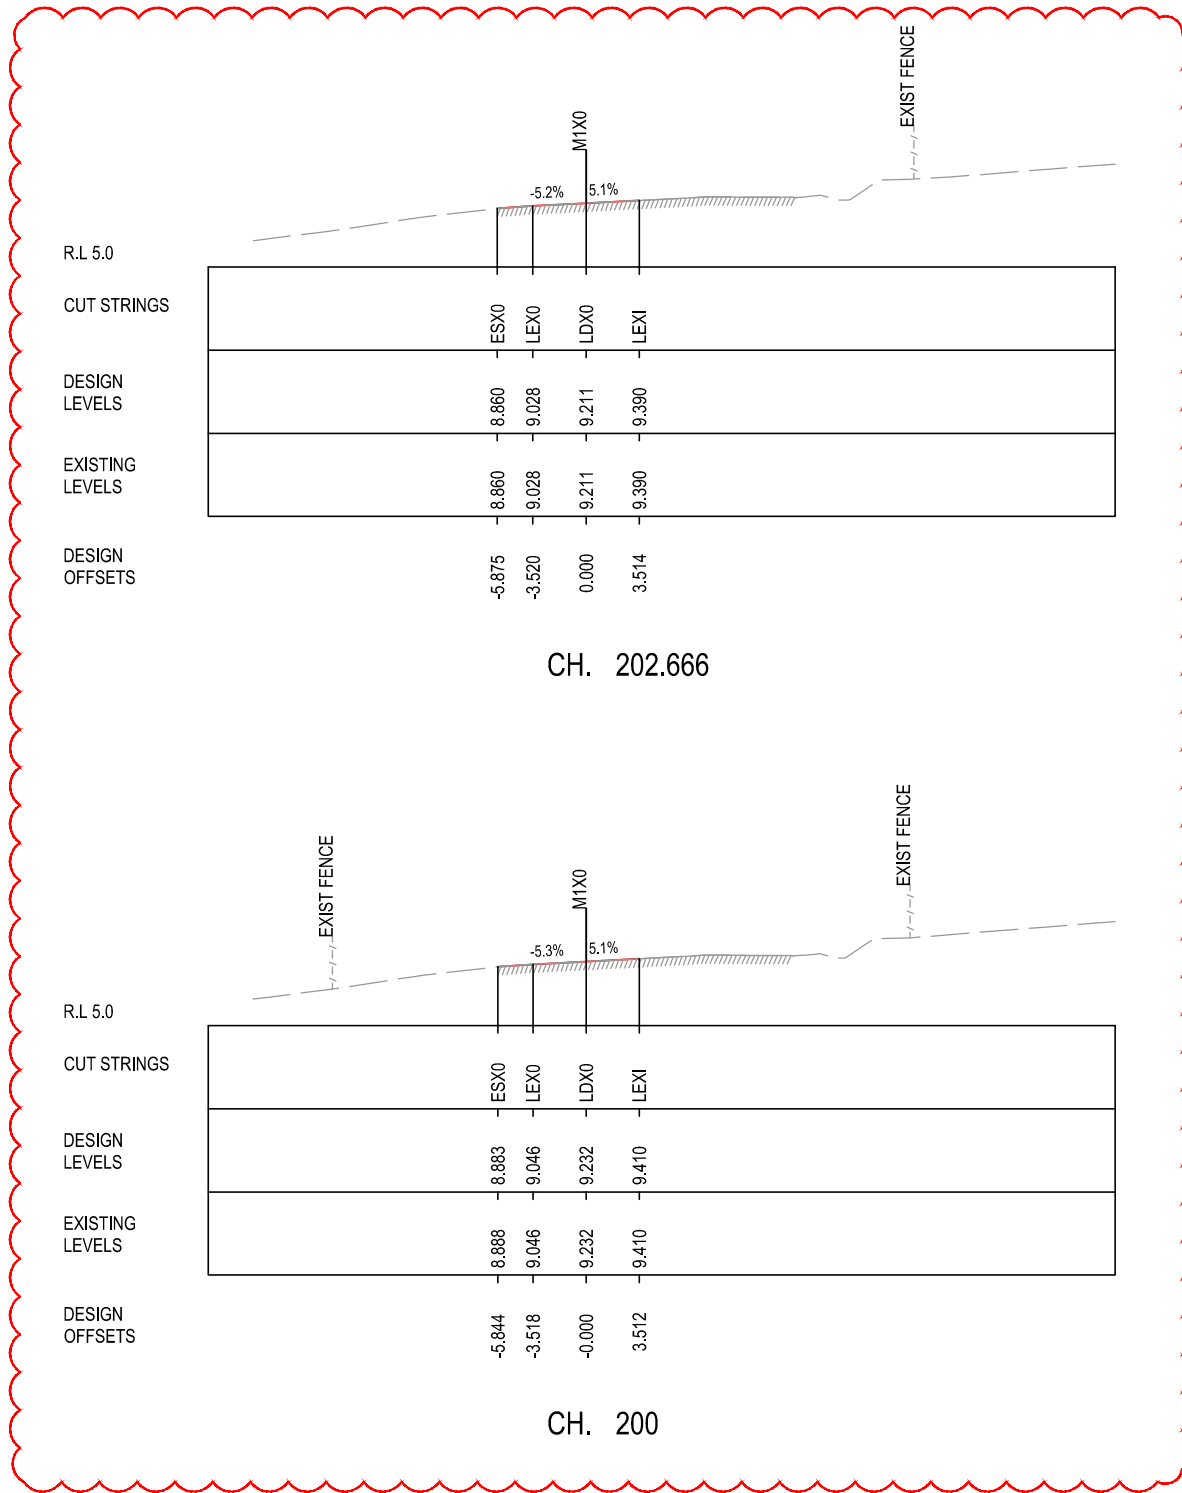 EXIST FENCE
M1X0
-5.2% 5.1%
R.L 5.0
CUT STRINGS
ESX0 LEX0 LDX0 LEXI
DESIGN
LEVELS
8.860 9.028 9.211 9.390
EXISTING
LEVELS
8.860 9.028 9.211 9.390
DESIGN
OFFSETS
-5.875 -3.520 0.000 3.514
CH. 202.666
EXIST FENCE
EXIST FENCE
M1X0
-5.3% 5.1%
R.L 5.0
CUT STRINGS
ESX0 LEX0 LDX0 LEXI
DESIGN
LEVELS
8.883 9.046 9.232 9.410
EXISTING
LEVELS
8.888 9.046 9.232 9.410
DESIGN
OFFSETS
-5.844 -3.518 -0.000 3.512
CH. 200